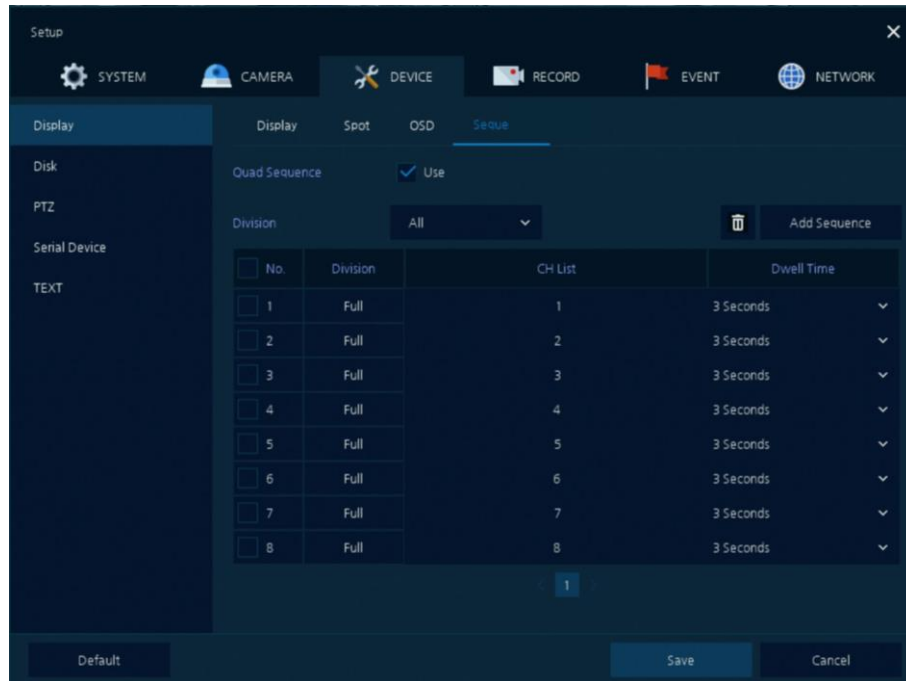 Setup
SYSTEM CAMERA DEVICE RECORD EVENT NETWORK
Display Display Spot OSD Seque
Disk Quad Sequence Use
PTZ Division All Add Sequence
Serial Device
TEXT No. Division CH List Dwell Time
1 Full 1 3 Seconds
2 Full 2 3 Seconds
3 Full 3 3 Seconds
4 Full 4 3 Seconds
5 Full 5 3 Seconds
6 Full 6 3 Seconds
7 Full 7 3 Seconds
8 Full 8 3 Seconds
1
Default Save Cancel